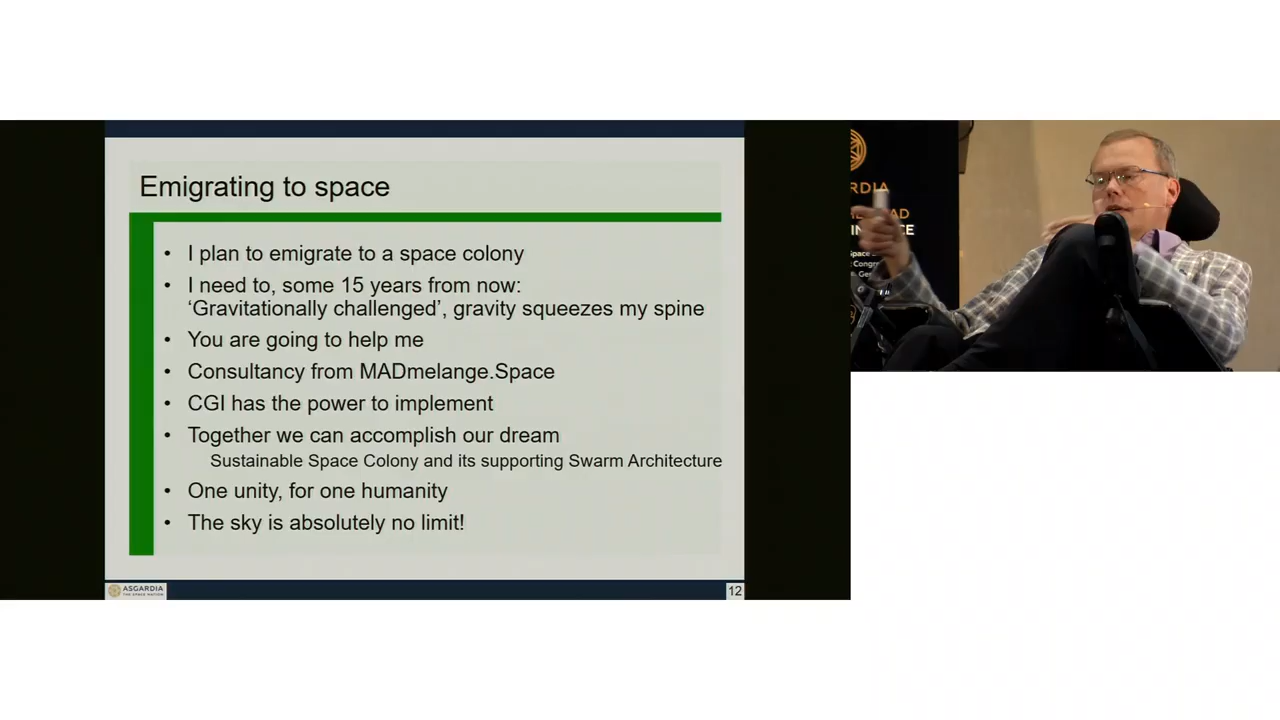 Emigrating to space
• I plan to emigrate to a space colony
• I need to, some 15 years from now:
‘Gravitationally challenged’, gravity squeezes my spine
• You are going to help me
• Consultancy from MADmelange.Space
• CGI has the power to implement
• Together we can accomplish our dream
Sustainable Space Colony and its supporting Swarm Architecture
• One unity, for one humanity
• The sky is absolutely no limit!
ASGARDIA
THE SPACE NATION
12